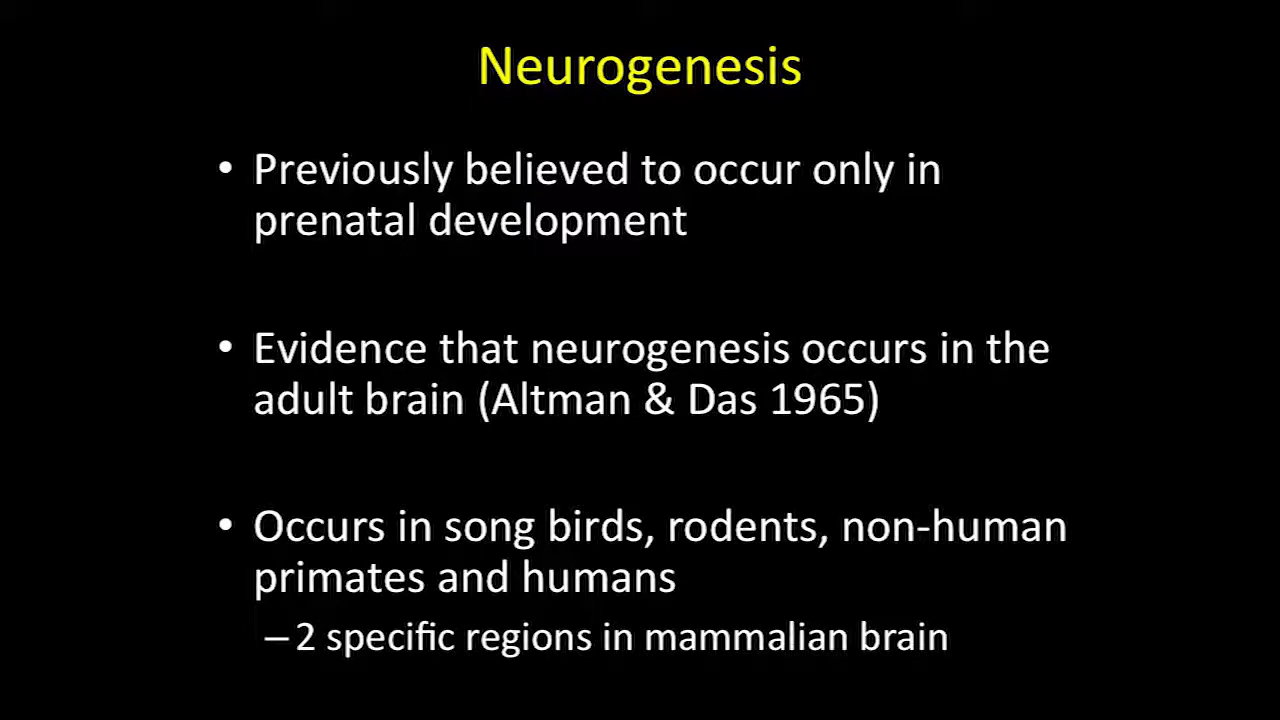 Neurogenesis
• Previously believed to occur only in
prenatal development
• Evidence that neurogenesis occurs in the
adult brain (Altman & Das 1965)
• Occurs in song birds, rodents, non-human
primates and humans
–2 specific regions in mammalian brain